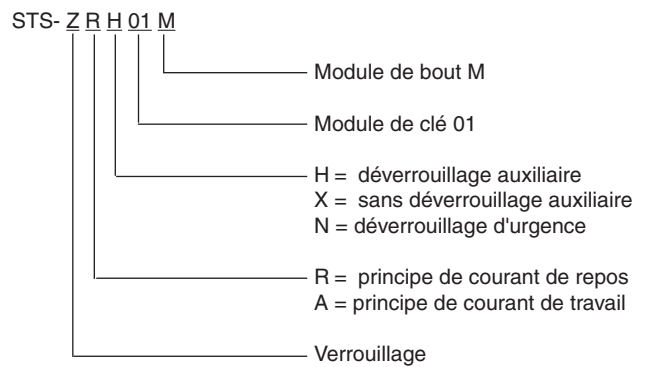 STS- Z R H 01 M
Module de bout M
Module de clé 01
H = déverrouillage auxiliaire
X = sans déverrouillage auxiliaire
N = déverrouillage d'urgence
R = principe de courant de repos
A = principe de courant de travail
Verrouillage